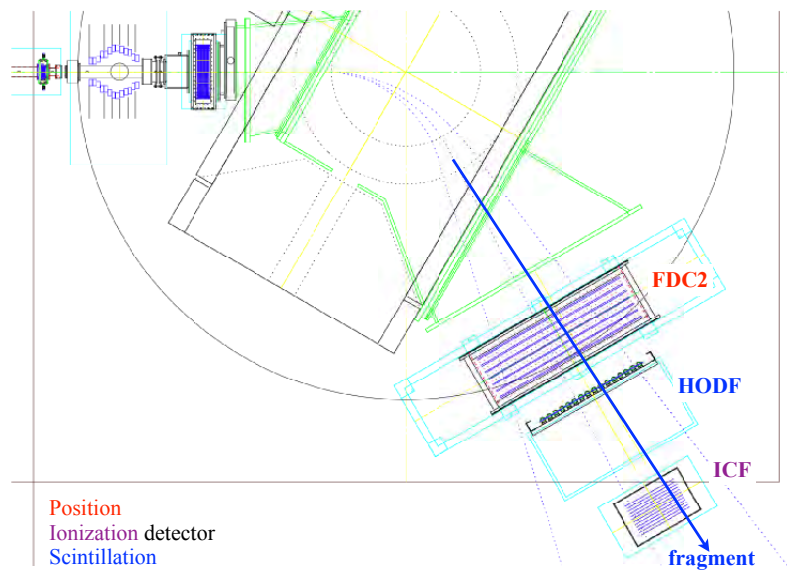 FDC2
HODF
ICF
Position
Ionization detector
Scintillation
fragment